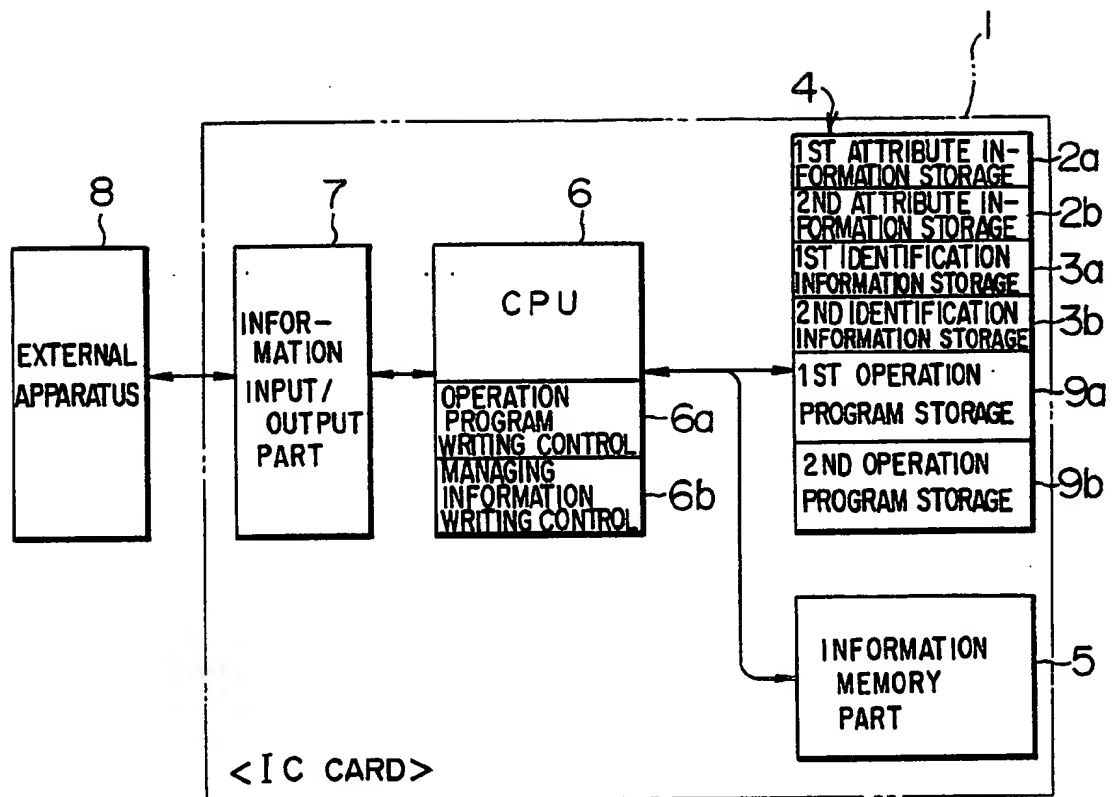 1
4
1ST ATTRIBUTE IN-
FORMATION STORAGE
2a
2ND ATTRIBUTE IN-
FORMATION STORAGE
2b
1ST IDENTIFICATION
INFORMATION STORAGE
3a
2ND IDENTIFICATION
INFORMATION STORAGE
3b
1ST OPERATION
PROGRAM STORAGE
9a
2ND OPERATION
PROGRAM STORAGE
9b
8
EXTERNAL
APPARATUS
7
INFOR-
MATION
INPUT/
OUTPUT
PART
6
CPU
OPERATION
PROGRAM
WRITING CONTROL
6a
MANAGING
INFORMATION
WRITING CONTROL
6b
INFORMATION
MEMORY
PART
5
<IC CARD>